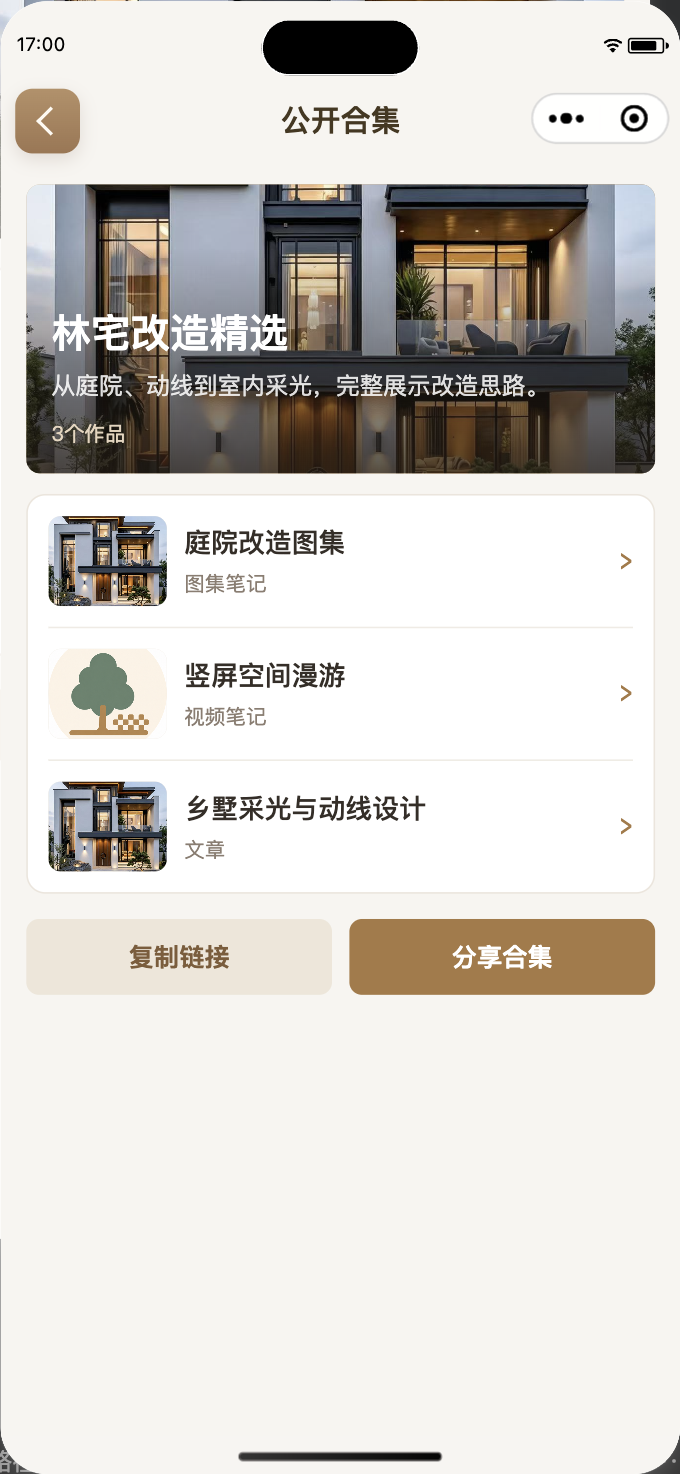 17:00
公开合集
林宅改造精选
从庭院、动线到室内采光，完整展示改造思路。
3个作品
庭院改造图集
图集笔记
竖屏空间漫游
视频笔记
乡墅采光与动线设计
文章
复制链接
分享合集